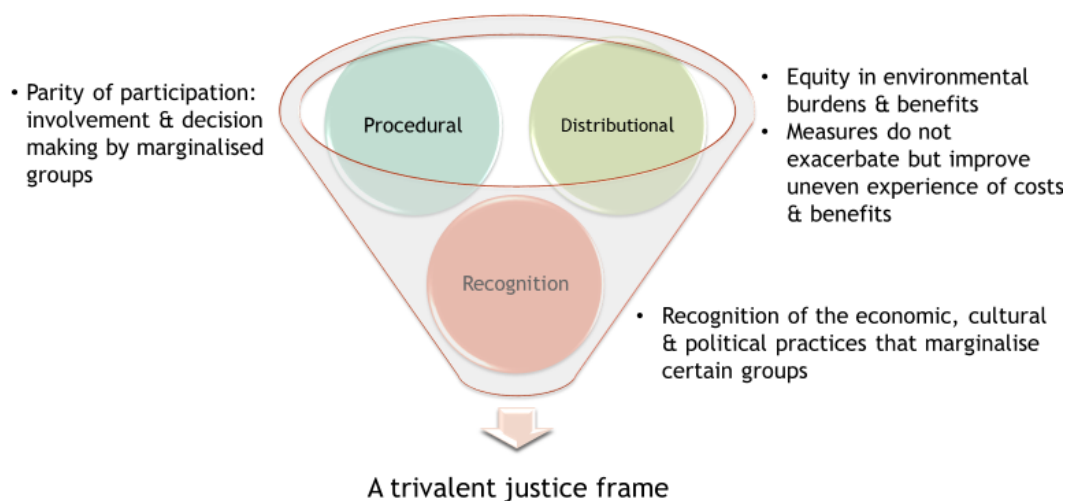 • Parity of participation:
involvement & decision
making by marginalised
groups
Procedural
Distributional
• Equity in environmental
burdens & benefits
• Measures do not
exacerbate but improve
uneven experience of costs
& benefits
Recognition
• Recognition of the economic, cultural
& political practices that marginalise
certain groups
A trivalent justice frame